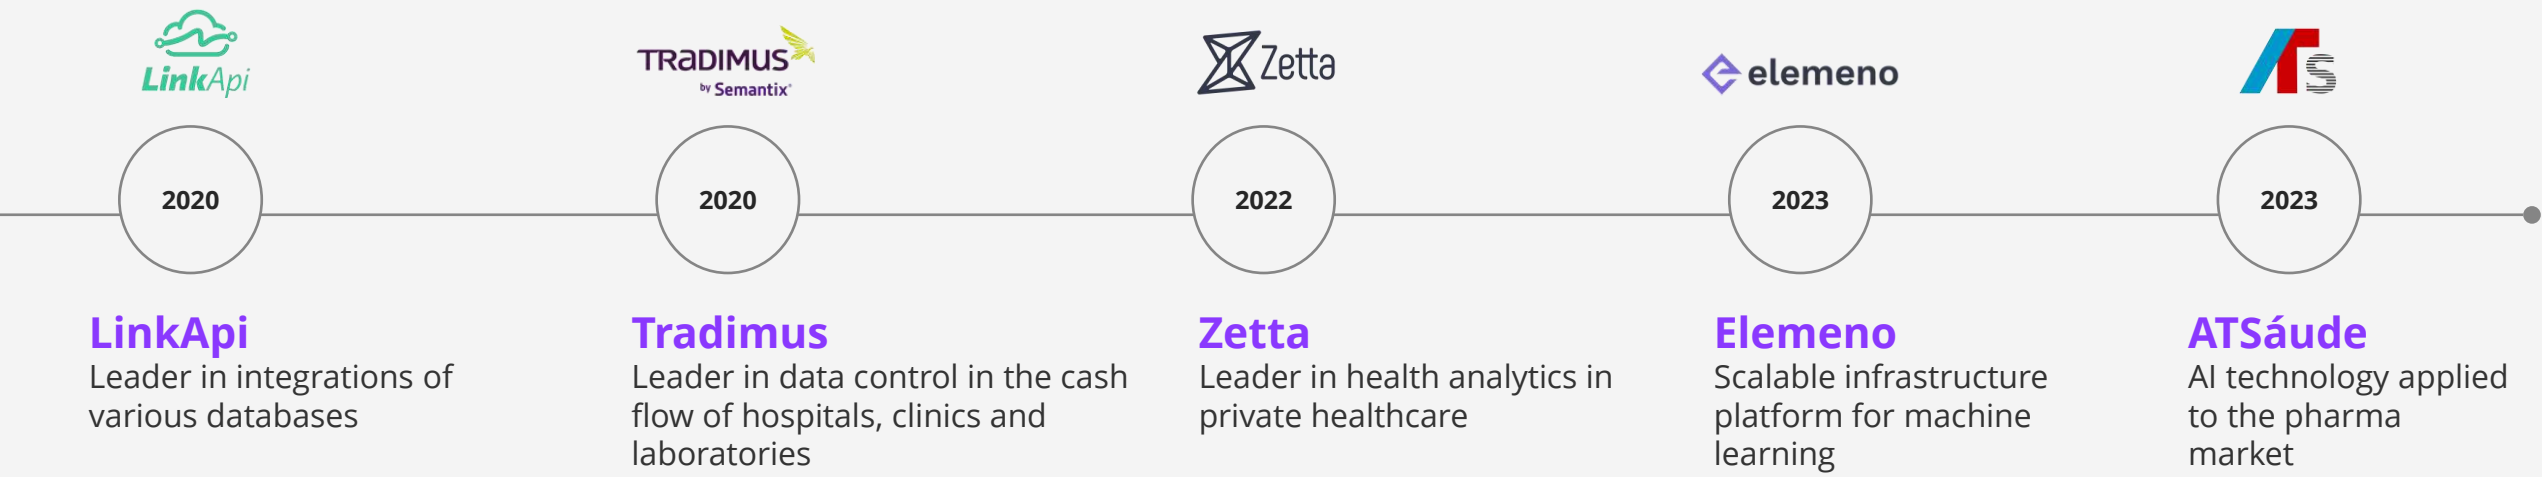 LinkApi
TRADIMUS
by Semantix
Zetta
elemeno
ATS
2020
2020
2022
2023
2023
LinkApi
Leader in integrations of
various databases
Tradimus
Leader in data control in the cash
flow of hospitals, clinics and
laboratories
Zetta
Leader in health analytics in
private healthcare
Elemeno
Scalable infrastructure
platform for machine
learning
ATSáude
AI technology applied
to the pharma
market